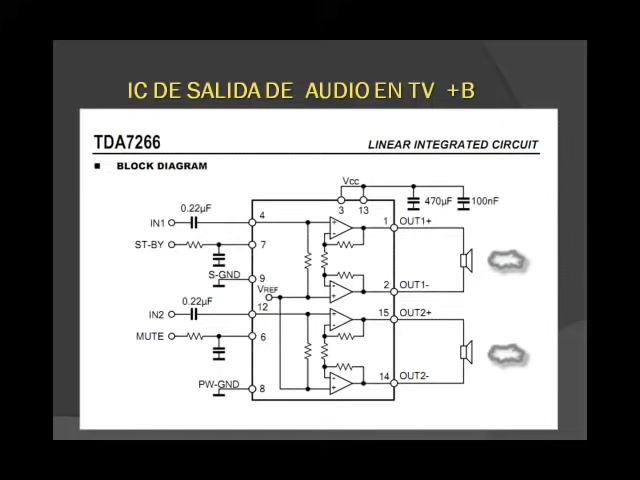 IC DE SALIDA DE AUDIO EN TV +B
TDA7266
LINEAR INTEGRATED CIRCUIT
■ BLOCK DIAGRAM
Vcc
0.22µF
3 13
470µF 100nF
IN1 4
1 OUT1+
ST-BY 7
S-GND 9
VREF
2 OUT1-
0.22µF
IN2 12
15 OUT2+
MUTE 6
14 OUT2-
PW-GND 8